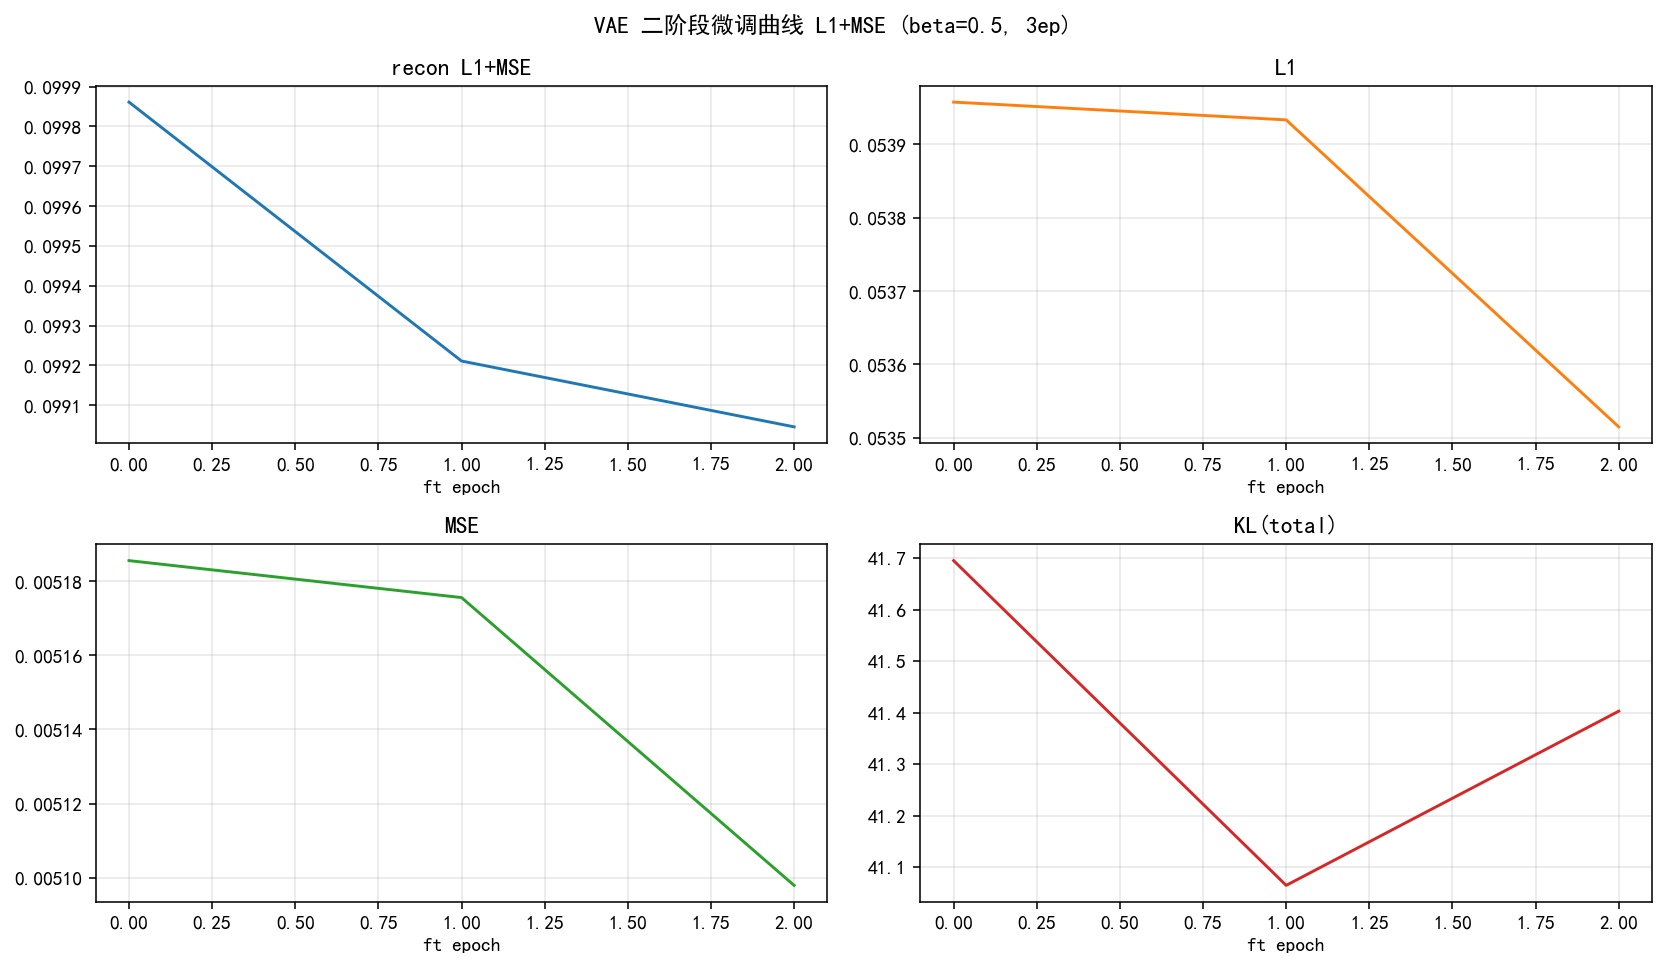 VAE 二阶段微调曲线 L1+MSE (beta=0.5, 3ep)
recon L1+MSE
0.0999
0.0998
0.0997
0.0996
0.0995
0.0994
0.0993
0.0992
0.0991
0.00 0.25 0.50 0.75 1.00 1.25 1.50 1.75 2.00
ft epoch
L1
0.0539
0.0538
0.0537
0.0536
0.0535
0.00 0.25 0.50 0.75 1.00 1.25 1.50 1.75 2.00
ft epoch
MSE
0.00518
0.00516
0.00514
0.00512
0.00510
0.00 0.25 0.50 0.75 1.00 1.25 1.50 1.75 2.00
ft epoch
KL(total)
41.7
41.6
41.5
41.4
41.3
41.2
41.1
0.00 0.25 0.50 0.75 1.00 1.25 1.50 1.75 2.00
ft epoch